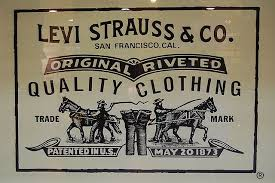 LEVI STRAUSS & CO.
SAN FRANCISCO, CAL.
ORIGINAL RIVETED
QUALITY CLOTHING
TRADE MARK
PATENTED IN U.S. MAY 20 1873
©